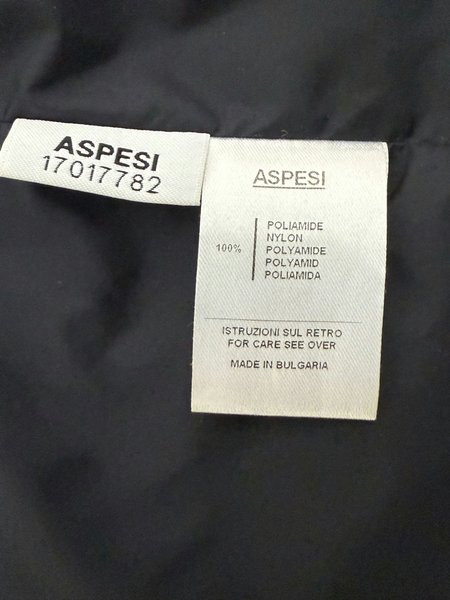 ASPESI
17017782
ASPESI
100%
POLIAMIDE
NYLON
POLYAMIDE
POLYAMID
POLIAMIDA
ISTRUZIONI SUL RETRO
FOR CARE SEE OVER
MADE IN BULGARIA